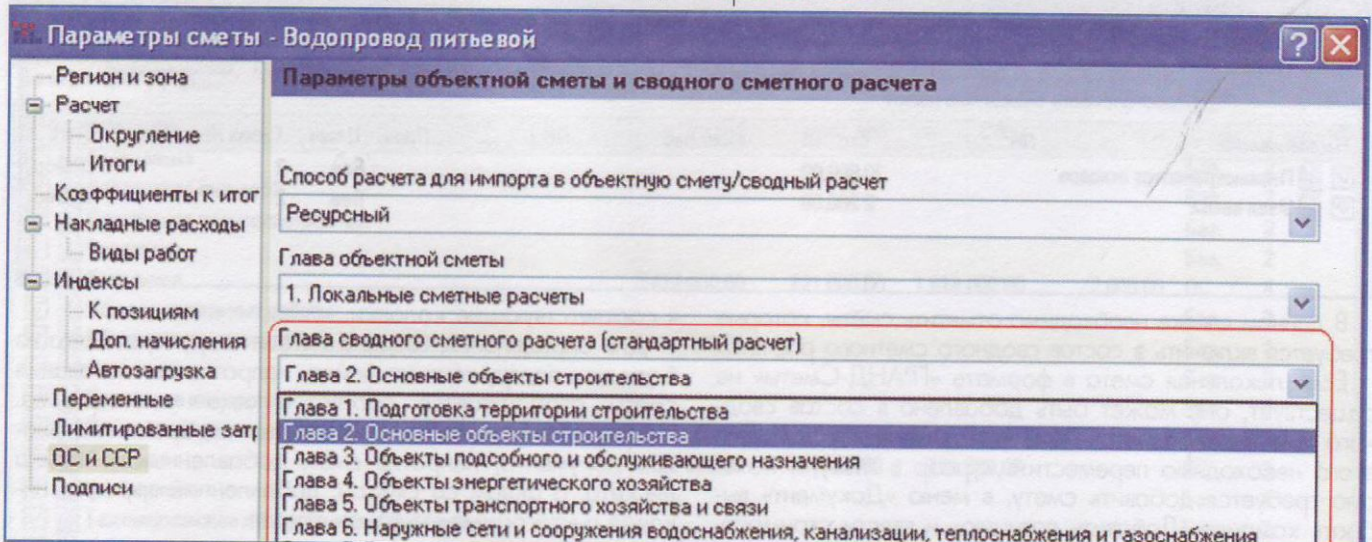 Параметры сметы - Водопровод питьевой
Регион и зона
Расчет
Округление
Итоги
Коэффициенты к итог
Накладные расходы
Виды работ
Индексы
К позициям
Доп. начисления
Автозагрузка
Переменные
Лимитированные затр
ОС и ССР
Подписи
Параметры объектной сметы и сводного сметного расчета
Способ расчета для импорта в объектную смету/сводный расчет
Ресурсный
Глава объектной сметы
1. Локальные сметные расчеты
Глава сводного сметного расчета (стандартный расчет)
Глава 2. Основные объекты строительства
Глава 1. Подготовка территории строительства
Глава 2. Основные объекты строительства
Глава 3. Объекты подсобного и обслуживающего назначения
Глава 4. Объекты энергетического хозяйства
Глава 5. Объекты транспортного хозяйства и связи
Глава 6. Наружные сети и сооружения водоснабжения, канализации, теплоснабжения и газоснабжения